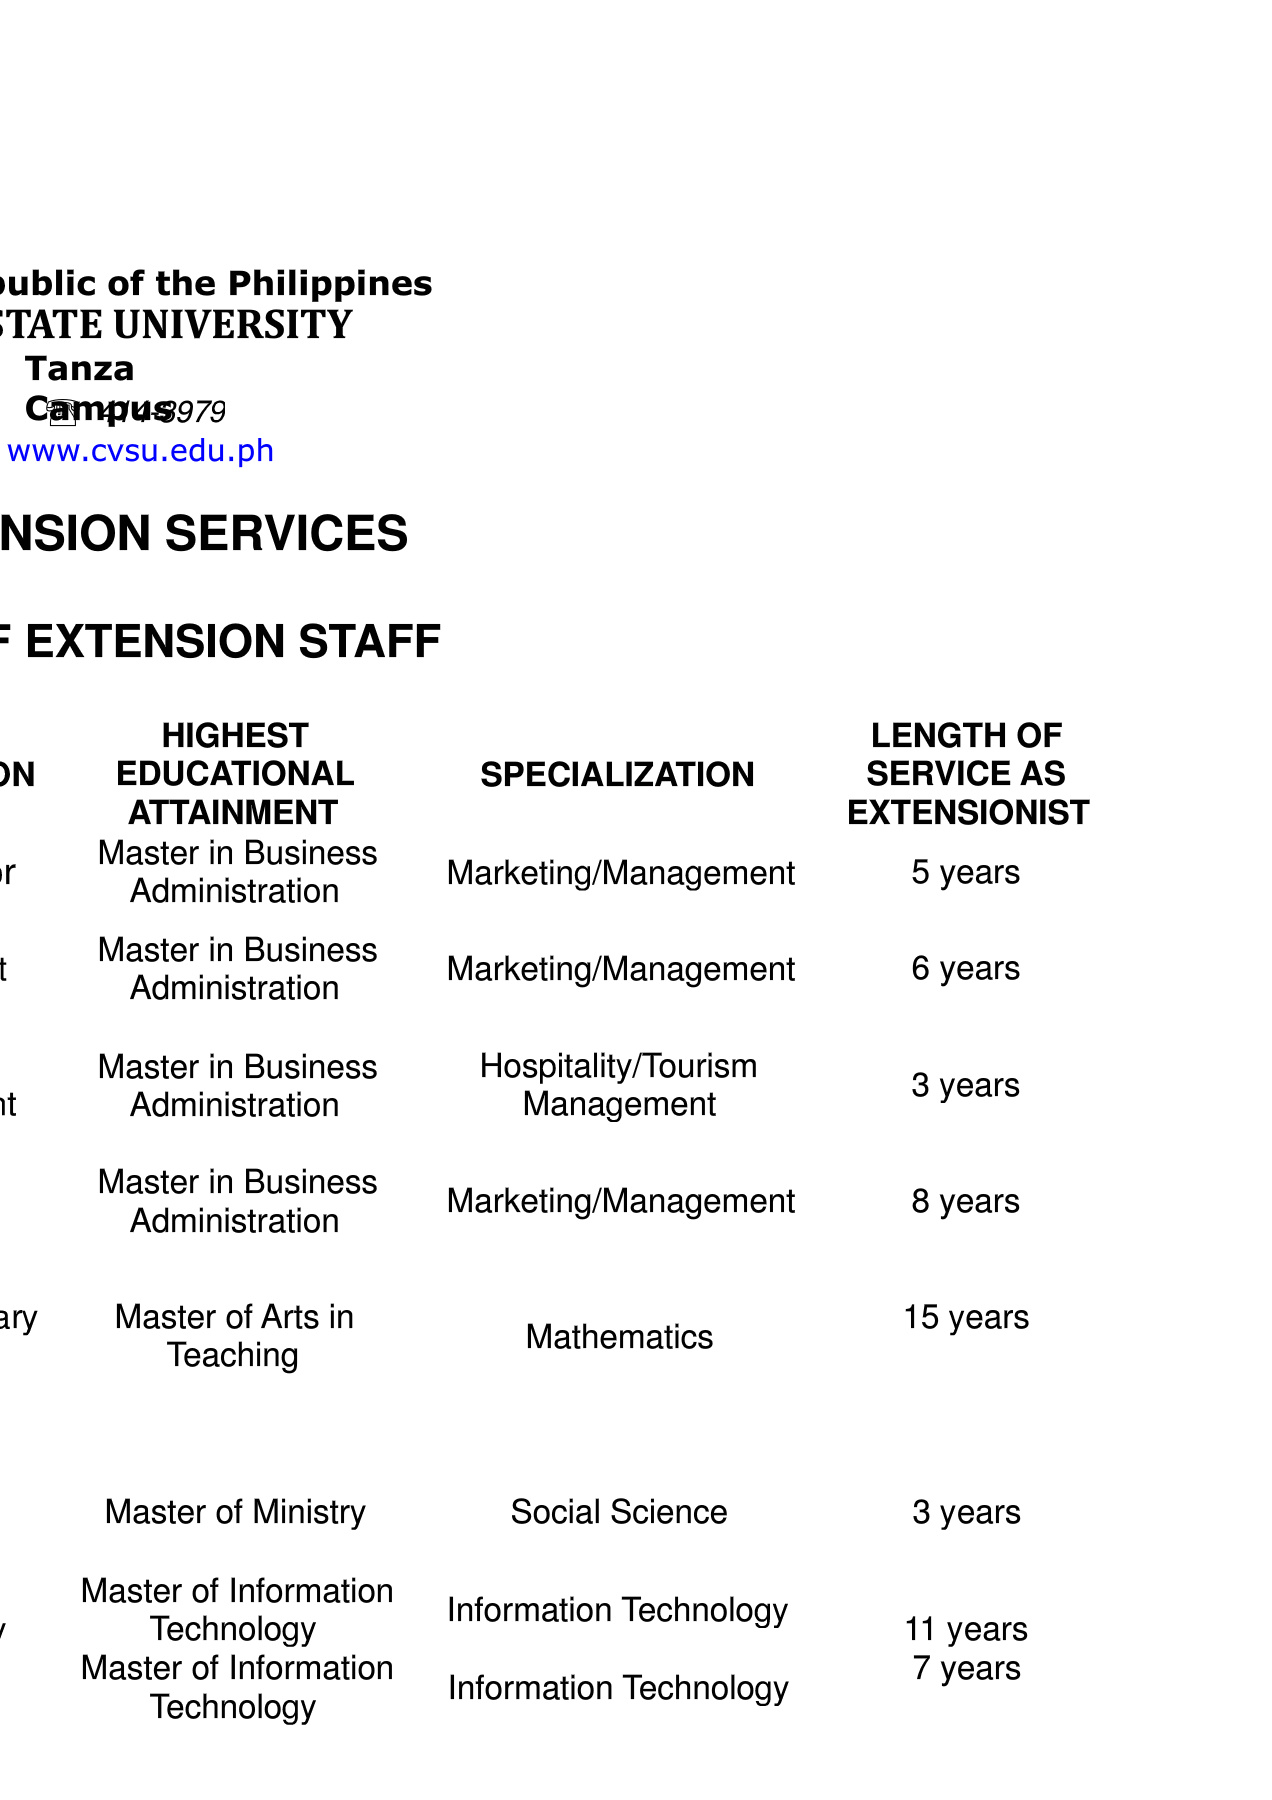 public of the Philippines
STATE UNIVERSITY
Tanza
Campus
☏ 414-3979
www.cvsu.edu.ph
NSION SERVICES
F EXTENSION STAFF
ON
HIGHEST
EDUCATIONAL
ATTAINMENT
SPECIALIZATION
LENGTH OF
SERVICE AS
EXTENSIONIST
or
Master in Business
Administration
Marketing/Management
5 years
t
Master in Business
Administration
Marketing/Management
6 years
nt
Master in Business
Administration
Hospitality/Tourism
Management
3 years
Master in Business
Administration
Marketing/Management
8 years
ary
Master of Arts in
Teaching
Mathematics
15 years
Master of Ministry
Social Science
3 years
y
Master of Information
Technology
Information Technology
11 years
Master of Information
Technology
Information Technology
7 years